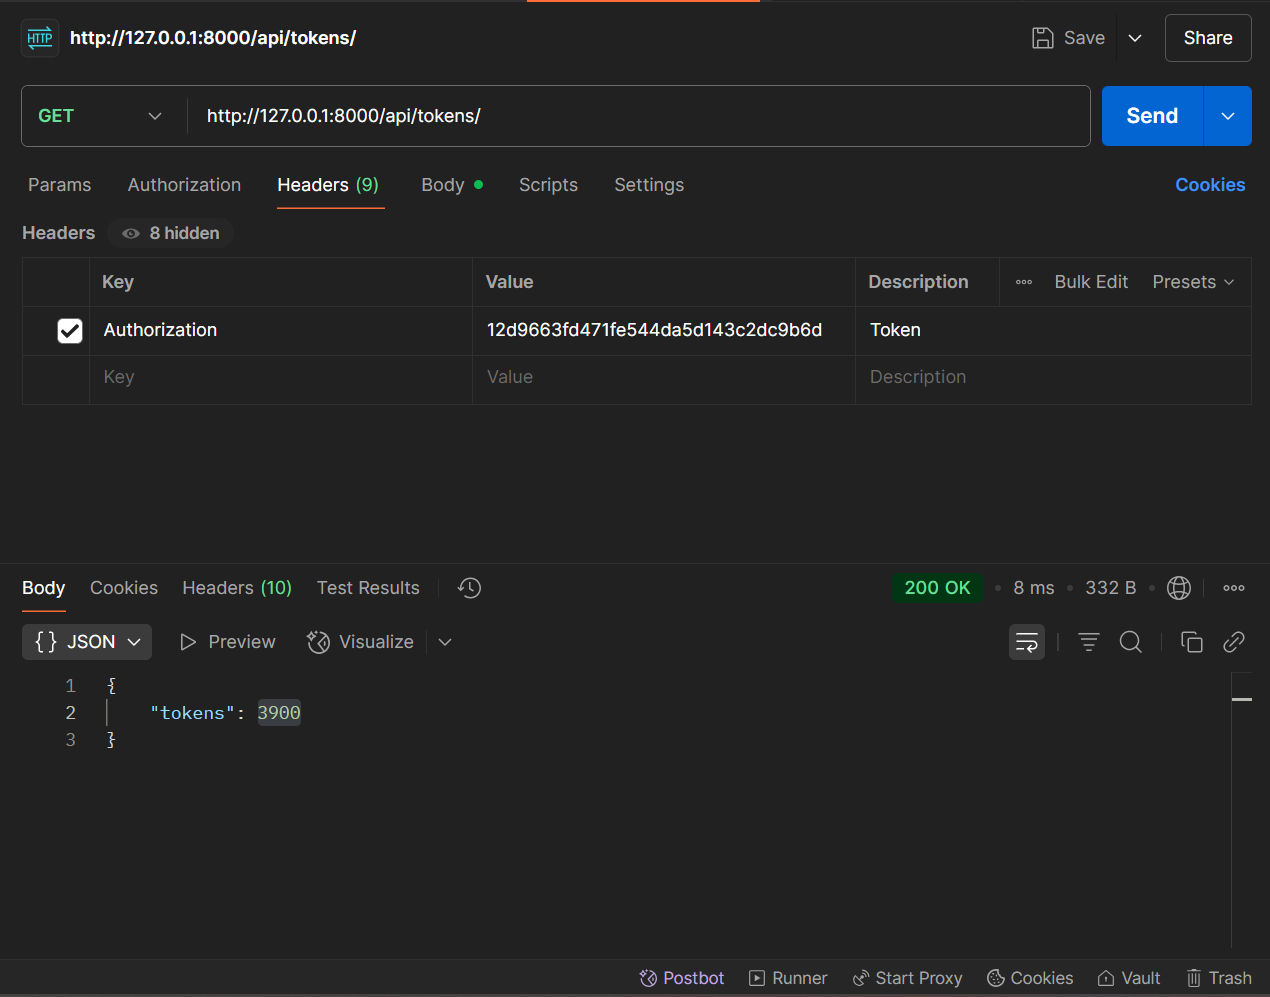 HTTP http://127.0.0.1:8000/api/tokens/ Save Share
GET http://127.0.0.1:8000/api/tokens/ Send
Params Authorization Headers (9) Body Scripts Settings Cookies
Headers 8 hidden
Key Value Description Bulk Edit Presets
Authorization 12d9663fd471fe544da5d143c2dc9b6d Token
Key Value Description
Body Cookies Headers (10) Test Results 200 OK 8 ms 332 B
{} JSON Preview Visualize
1 {
2 "tokens": 3900
3 }
Postbot Runner Start Proxy Cookies Vault Trash